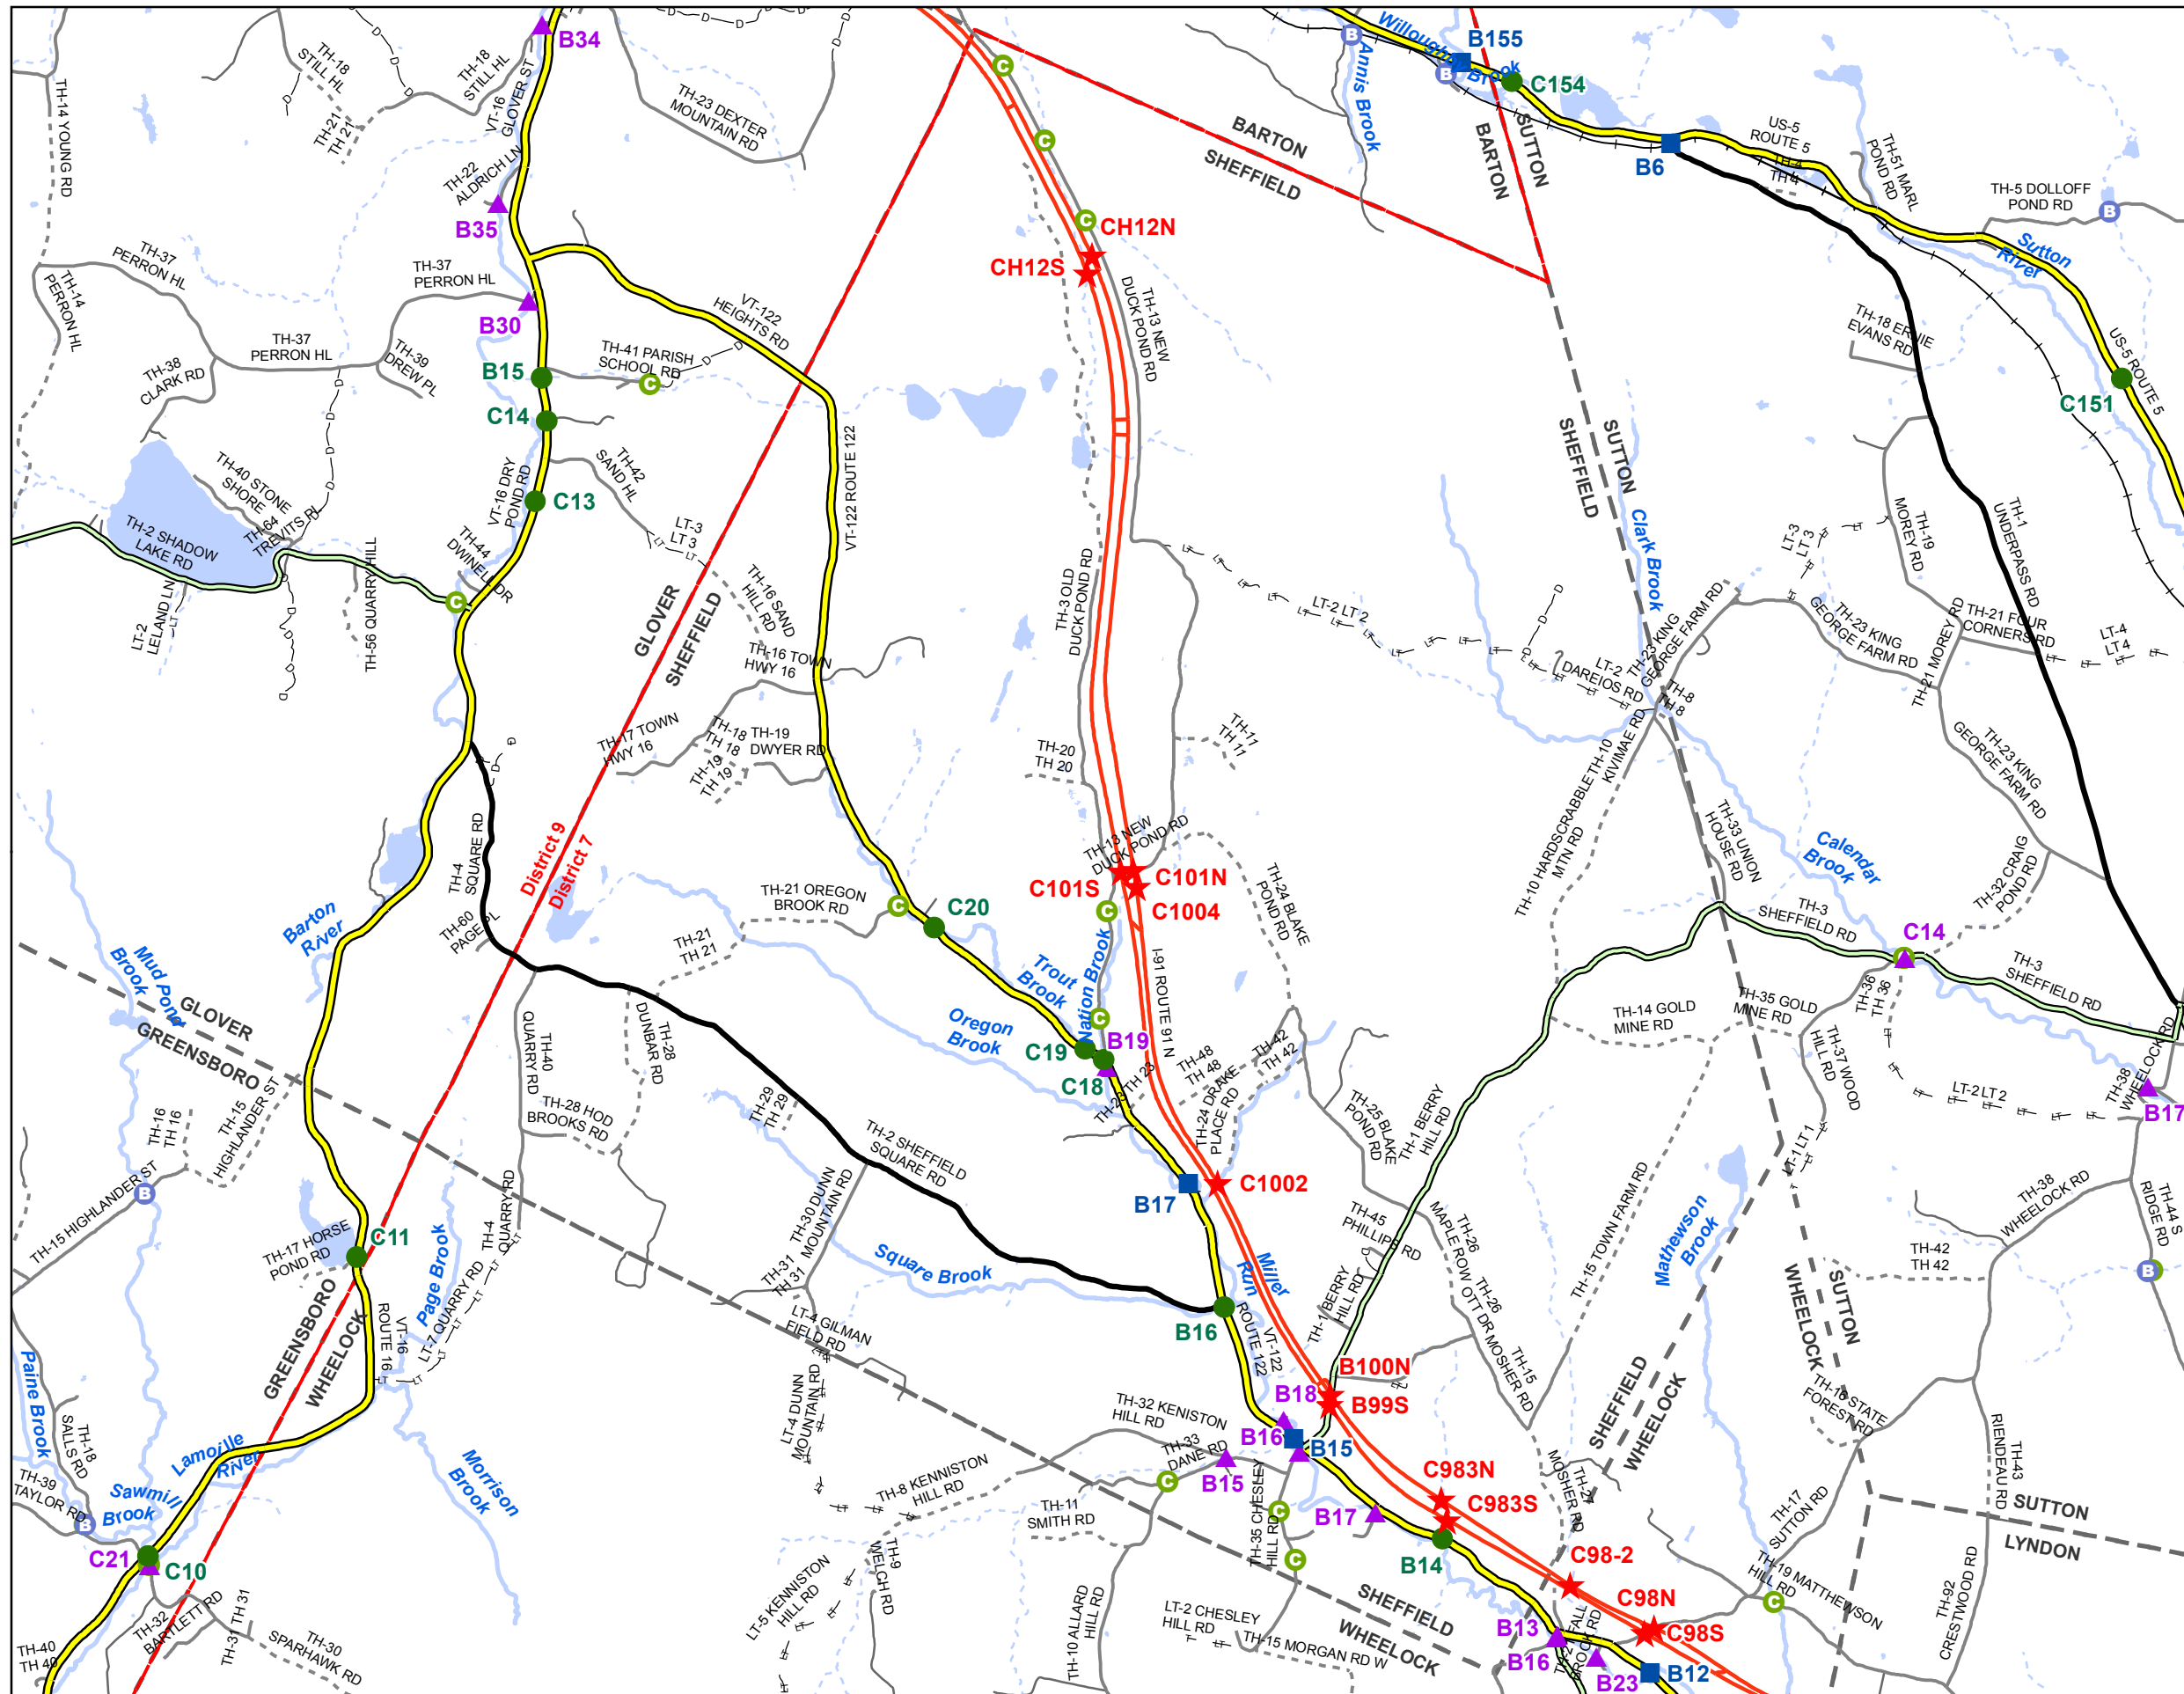 B34
TH-18
STILL HL
TH-18
STILL HL
VT-16
GLOVER ST
TH-21
TH 21
TH-14 YOUNG RD
TH-23 DEXTER
MOUNTAIN RD
TH-22
ALDRICH LN
B35
C
C
C
BARTON
SHEFFIELD
Willoughby Brook
B
B
B155
C154
Annis Brook
BARTON
SUTTON
B6
US-5
ROUTE 5
TH-4
TH 4
TH-51 MARL
POND RD
TH-5 DOLLOFF
POND RD
B
Sutton
River
CH12N
CH12S
TH-13 NEW
DUCK POND RD
TH-37
PERRON HL
TH-14
PERRON HL
TH-37
PERRON HL
B30
VT-122
HEIGHTS RD
TH-37
PERRON HL
TH-39
DREW PL
TH-38
CLARK RD
TH-41 PARISH
SCHOOL RD
C
B15
C14
C13
TH-18 ERNIE
EVANS RD
US-5 ROUTE 5
C151
TH-40 STONE
SHORE
TH-64
TREVITS PL
TH-2 SHADOW
LAKE RD
VT-16 DRY
POND RD
TH-42
SAND HL
LT-3
LT 3
VT-122 ROUTE 122
SHEFFIELD
SUTTON
Clark Brook
LT-3
LT 3
TH-19
MOREY RD
TH-1
UNDERPASS RD
TH-44
DWINELL DR
C
LT-2
LELAND LN
TH-56 QUARRY HILL
GLOVER
SHEFFIELD
TH-16 SAND
HILL RD
TH-16 TOWN
HWY 16
TH-3 OLD
DUCK POND RD
LT-2 LT 2
LT-2
DAREIOS RD
TH-23 KING
GEORGE FARM RD
TH-23 KING
GEORGE FARM RD
TH-21 MOREY RD
TH-21 FOUR
CORNERS RD
LT-4
LT 4
TH-8
TH 8
TH-17 TOWN
HWY 16
TH-18
TH 18
TH-19
DWYER RD
TH-19
TH 19
TH-20
TH 20
TH-11
TH 11
TH-10
KIVIMAE RD
TH-10 HARDSCRABBLE
MTN RD
TH-23 KING
GEORGE FARM RD
TH-4
SQUARE RD
District 9
District 7
TH-60
PAGE PL
TH-13 NEW
DUCK POND RD
C101S
C101N
C1004
C
TH-24 BLAKE
POND RD
TH-33 UNION
HOUSE RD
Calendar
Brook
TH-32 CRAIG
POND RD
TH-3
SHEFFIELD RD
C14
TH-3
SHEFFIELD RD
Barton
River
Mud Pond
Brook
TH-21 OREGON
BROOK RD
C
C20
TH-21
TH 21
Trout
Brook
Nation Brook
I-91 ROUTE 91 N
Oregon
Brook
C
C19
B19
C18
TH-23 TH 23
TH-48
TH 48
TH-42
TH 42
TH-24 DRAKE
PLACE RD
TH-14 GOLD
MINE RD
TH-35 GOLD
MINE RD
TH-36
TH 36
TH-37 WOOD
HILL RD
LT-2 LT 2
TH-38
WHEELOCK RD
B17
GLOVER
GREENSBORO
TH-16
TH 16
TH-15
HIGHLANDER ST
TH-15 HIGHLANDER ST
B
TH-40
QUARRY RD
TH-28
DUNBAR RD
TH-28 HOD
BROOKS RD
TH-29
TH 29
TH-2 SHEFFIELD
SQUARE RD
TH-25 BLAKE
POND RD
TH-1 BERRY
HILL RD
LT-1 LT 1
B17
C1002
TH-17 HORSE
POND RD
C11
Page Brook
TH-4
QUARRY RD
LT-7 QUARRY RD
TH-30 DUNN
MOUNTAIN RD
TH-31
TH 31
Square Brook
Miller
Run
TH-45
PHILLIPS RD
TH-26
MAPLE ROW
TH-26
OTT DR
TH-15 TOWN FARM RD
Mathewson
Brook
TH-38
WHEELOCK RD
TH-44 S
RIDGE RD
B
TH-42
TH 42
SUTTON
WHEELOCK
GREENSBORO
WHEELOCK
VT-16
ROUTE 16
LT-4 GILMAN
FIELD RD
B16
VT-122
ROUTE 122
TH-1 BERRY
HILL RD
B100N
B99S
B18
B16
B15
TH-15
MOSHER RD
SHEFFIELD
WHEELOCK
TH-16 STATE
FOREST RD
Paine Brook
TH-18
SALLS RD
TH-39
TAYLOR RD
B
Sawmill
Brook
Lamoille
River
Morrison
Brook
LT-4 DUNN
MOUNTAIN RD
TH-32 KENISTON
HILL RD
TH-33
DANE RD
B15
C
TH-8 KENNISTON
HILL RD
TH-11
SMITH RD
TH-35 CHESLEY
HILL RD
C
C
C983N
C983S
B17
B14
TH-27
MOSHER RD
TH-17
SUTTON RD
TH-43
RIENDEAU RD
SUTTON
LYNDON
C21
C10
TH-32
BARTLETT RD
TH-31 TH 31
TH-30
SPARHAWK RD
TH-40
TH 40
LT-5 KENNISTON
HILL RD
TH-9
WELCH RD
TH-10 ALLARD
HILL RD
LT-2 CHESLEY
HILL RD
TH-15 MORGAN RD W
SHEFFIELD
WHEELOCK
C98-2
C98N
C98S
C
TH-19 MATTHEWSON
HILL RD
TH-92
CRESTWOOD RD
B13
B16
B23
B12